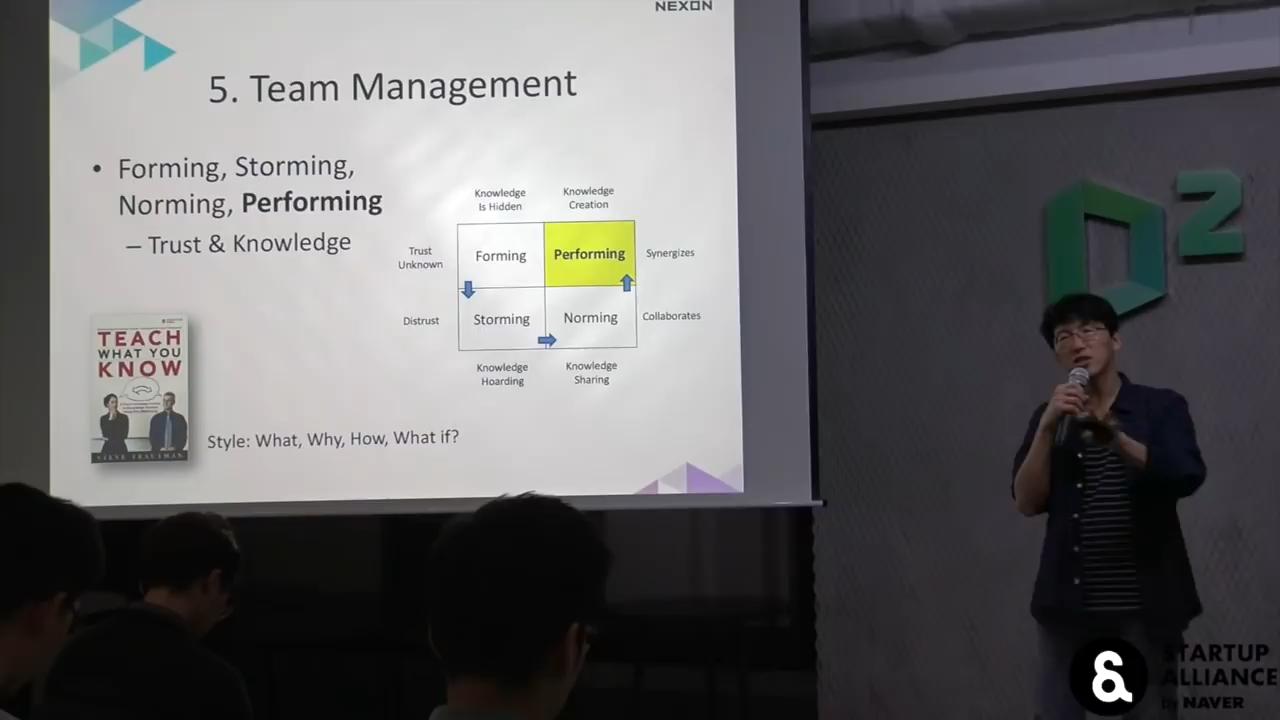 NEXON
5. Team Management
• Forming, Storming,
Norming, Performing
– Trust & Knowledge
Knowledge
Is Hidden
Knowledge
Creation
Trust
Unknown
Forming
Performing
Synergizes
Distrust
Storming
Norming
Collaborates
Knowledge
Hoarding
Knowledge
Sharing
TEACH
WHAT YOU
KNOW
STEVE TRAUTMAN
Style: What, Why, How, What if?
D2
STARTUP
ALLIANCE
by NAVER